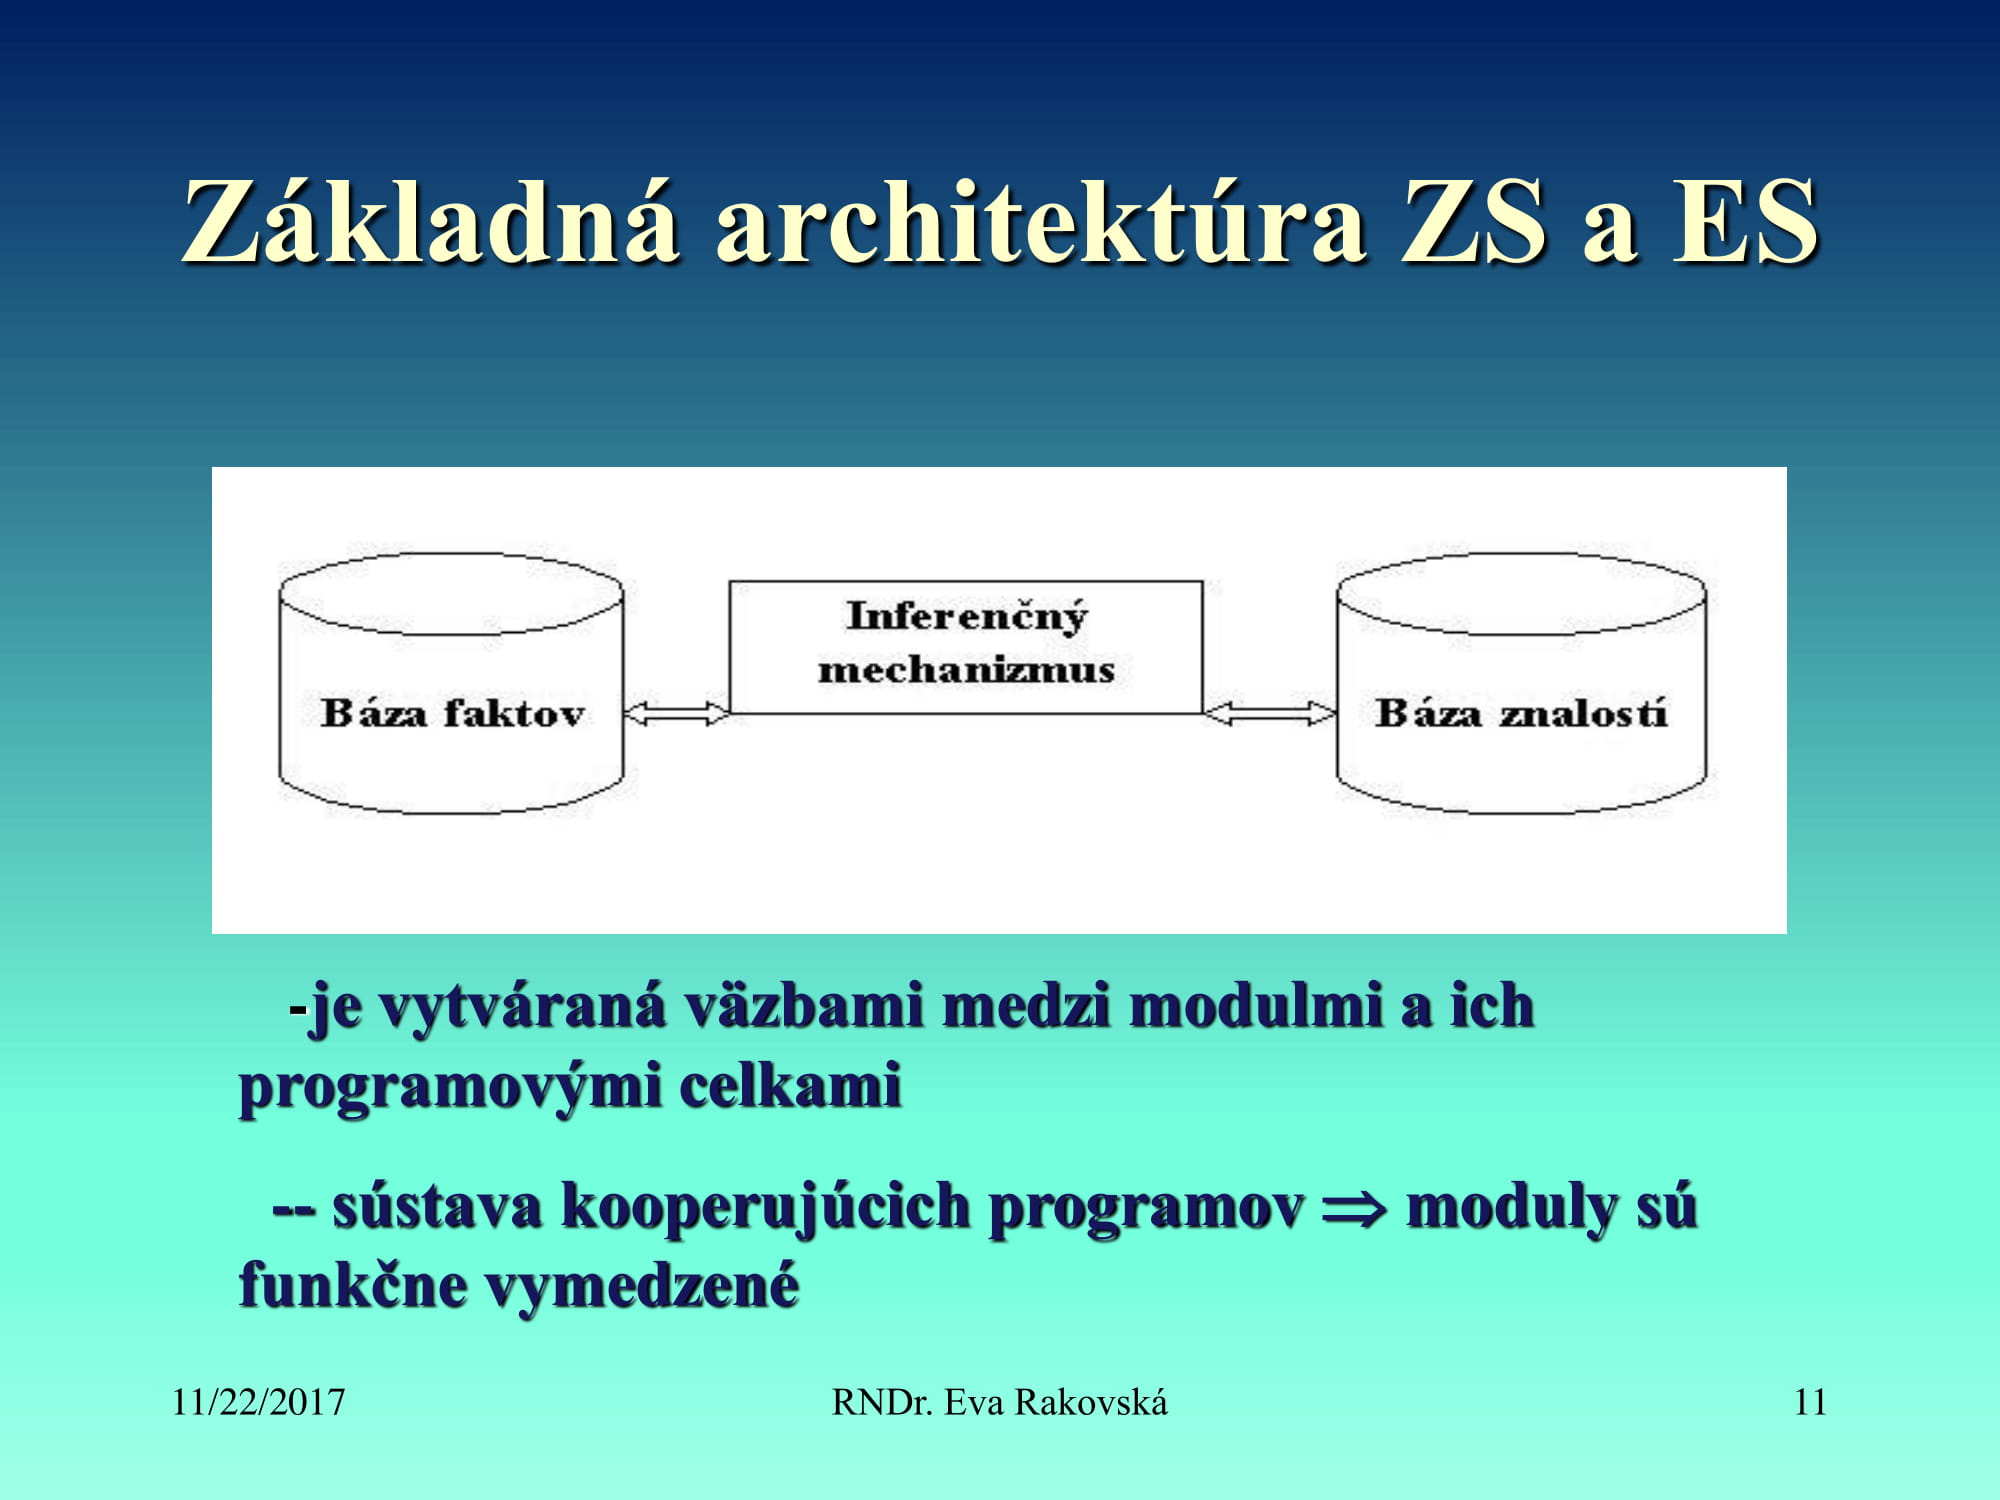 Základná architektúra ZS a ES
Inferenčný
mechanizmus
Báza faktov
Báza znalostí
-je vytváraná väzbami medzi modulmi a ich
programovými celkami
-- sústava kooperujúcich programov ⇒ moduly sú
funkčne vymedzené
11/22/2017
RNDr. Eva Rakovská
11